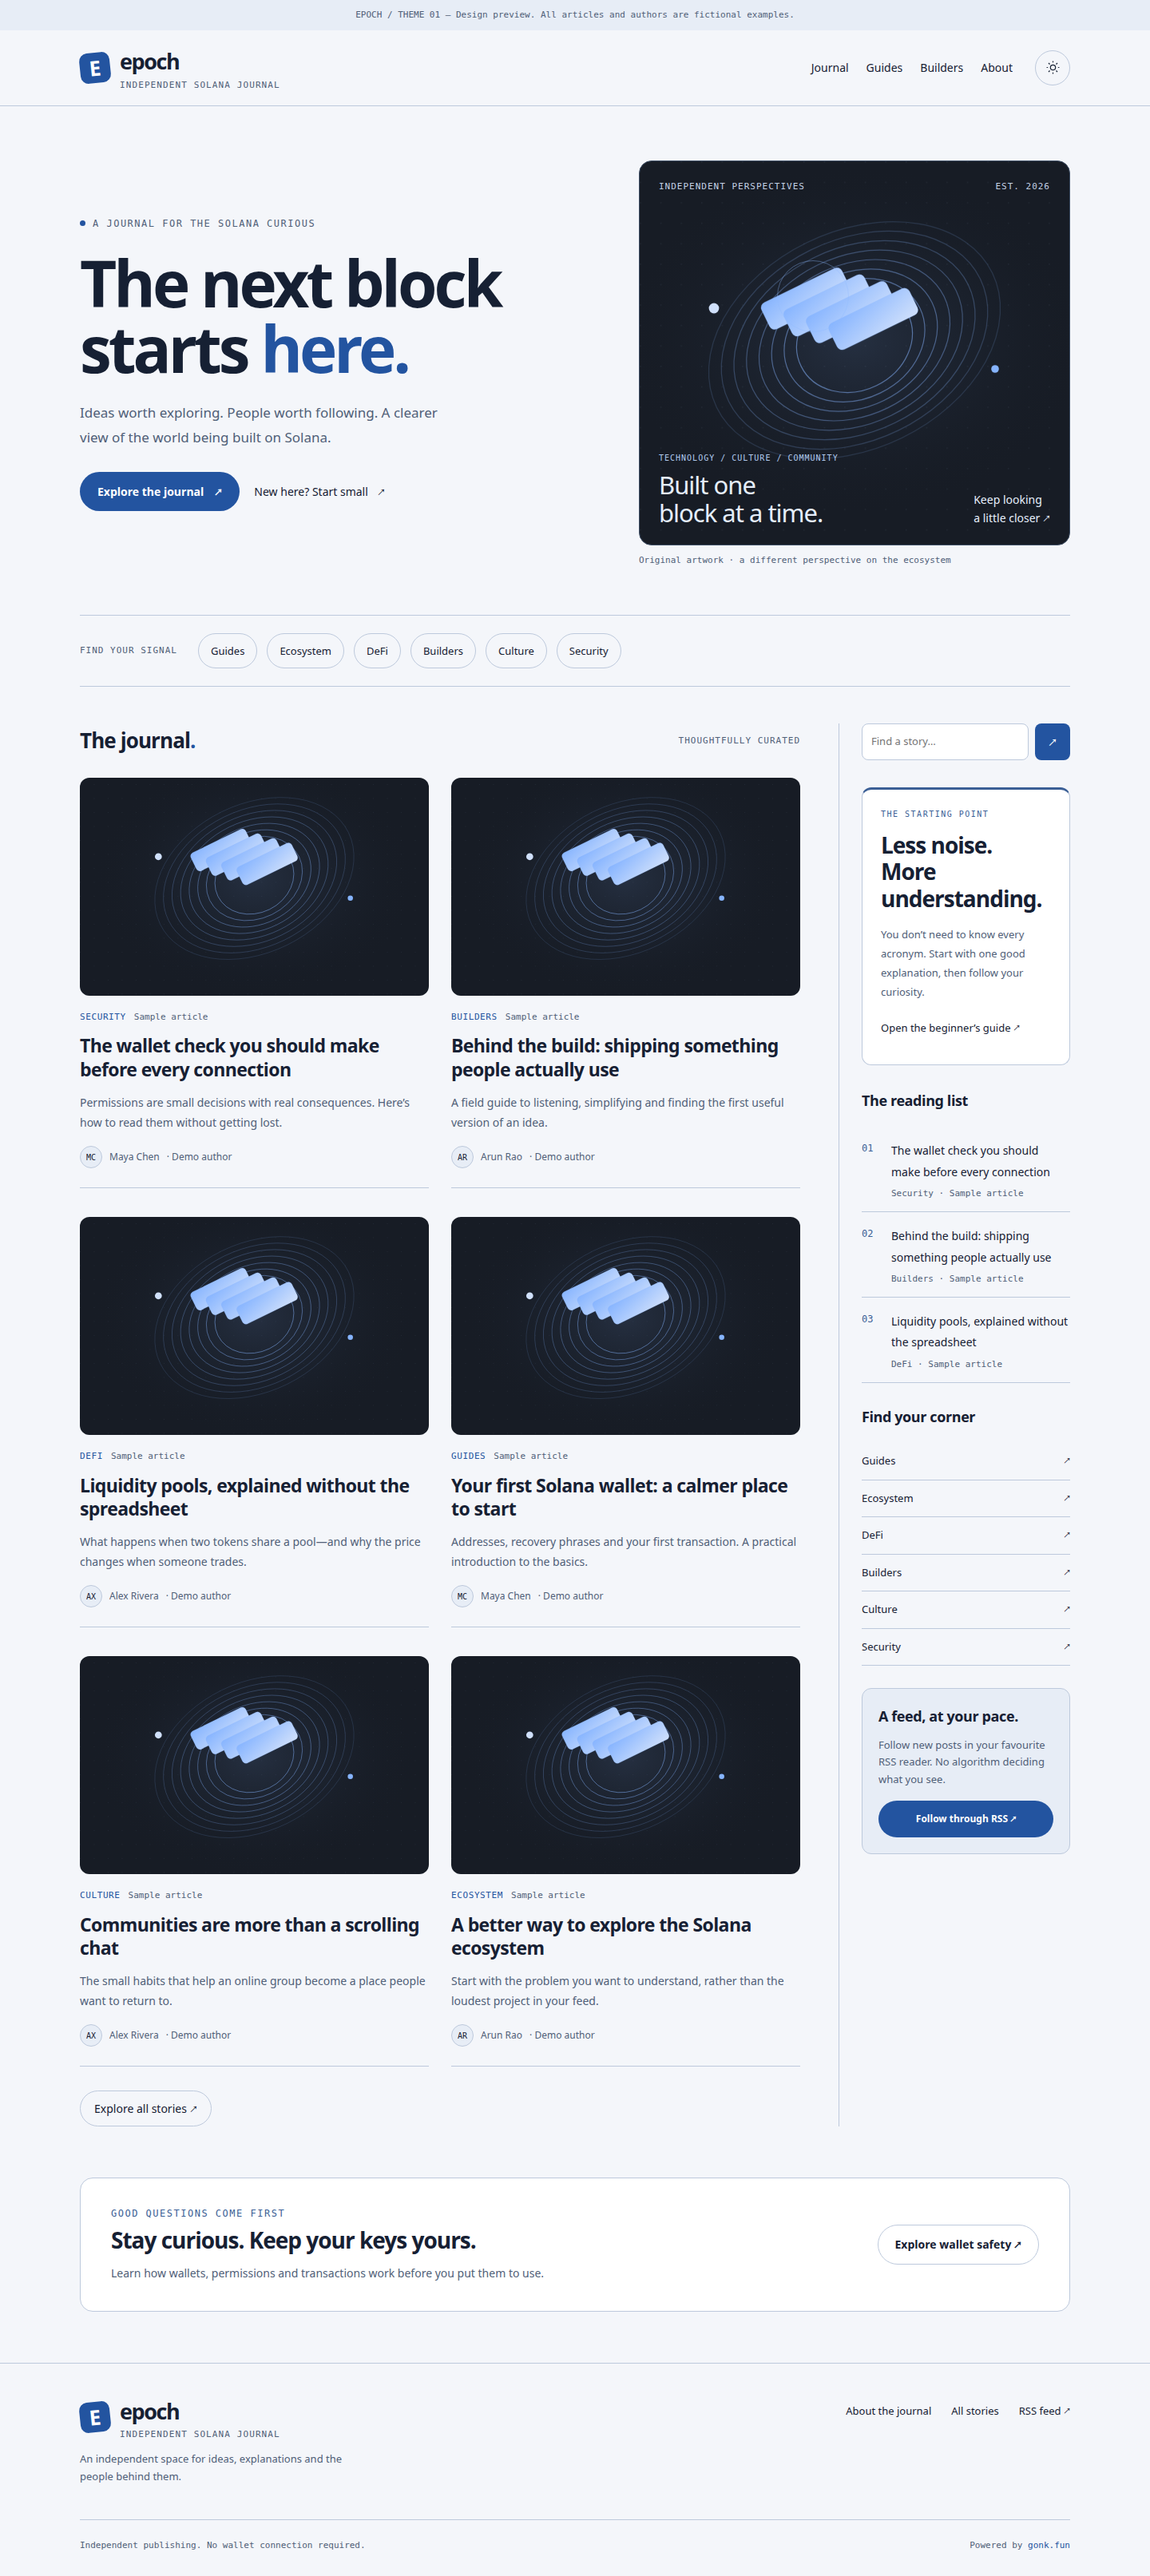 EPOCH / THEME 01 — Design preview. All articles and authors are fictional examples.
E
epoch
INDEPENDENT SOLANA JOURNAL
Journal Guides Builders About
A JOURNAL FOR THE SOLANA CURIOUS
The next block
starts here.
Ideas worth exploring. People worth following. A clearer
view of the world being built on Solana.
Explore the journal ↗ New here? Start small ↗
INDEPENDENT PERSPECTIVES EST. 2026
TECHNOLOGY / CULTURE / COMMUNITY
Built one
block at a time.
Keep looking
a little closer ↗
Original artwork · a different perspective on the ecosystem
FIND YOUR SIGNAL Guides Ecosystem DeFi Builders Culture Security
The journal.
THOUGHTFULLY CURATED
SECURITY Sample article
The wallet check you should make
before every connection
Permissions are small decisions with real consequences. Here’s
how to read them without getting lost.
MC Maya Chen · Demo author
BUILDERS Sample article
Behind the build: shipping something
people actually use
A field guide to listening, simplifying and finding the first useful
version of an idea.
AR Arun Rao · Demo author
DEFI Sample article
Liquidity pools, explained without the
spreadsheet
What happens when two tokens share a pool—and why the price
changes when someone trades.
AX Alex Rivera · Demo author
GUIDES Sample article
Your first Solana wallet: a calmer place
to start
Addresses, recovery phrases and your first transaction. A practical
introduction to the basics.
MC Maya Chen · Demo author
CULTURE Sample article
Communities are more than a scrolling
chat
The small habits that help an online group become a place people
want to return to.
AX Alex Rivera · Demo author
ECOSYSTEM Sample article
A better way to explore the Solana
ecosystem
Start with the problem you want to understand, rather than the
loudest project in your feed.
AR Arun Rao · Demo author
Explore all stories ↗
Find a story… ↗
THE STARTING POINT
Less noise.
More
understanding.
You don’t need to know every
acronym. Start with one good
explanation, then follow your
curiosity.
Open the beginner’s guide ↗
The reading list
01 The wallet check you should
make before every connection
Security · Sample article
02 Behind the build: shipping
something people actually use
Builders · Sample article
03 Liquidity pools, explained without
the spreadsheet
DeFi · Sample article
Find your corner
Guides ↗
Ecosystem ↗
DeFi ↗
Builders ↗
Culture ↗
Security ↗
A feed, at your pace.
Follow new posts in your favourite
RSS reader. No algorithm deciding
what you see.
Follow through RSS ↗
GOOD QUESTIONS COME FIRST
Stay curious. Keep your keys yours.
Learn how wallets, permissions and transactions work before you put them to use.
Explore wallet safety ↗
E
epoch
INDEPENDENT SOLANA JOURNAL
An independent space for ideas, explanations and the
people behind them.
About the journal All stories RSS feed ↗
Independent publishing. No wallet connection required.
Powered by gonk.fun